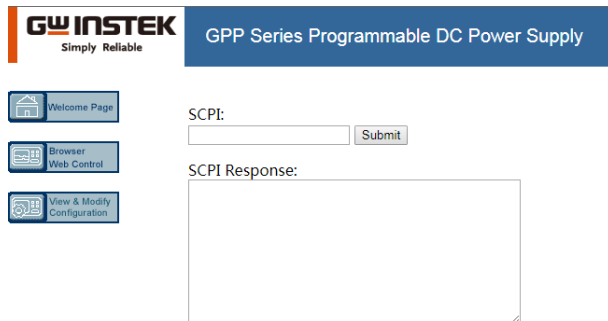 GWINSTEK
Simply Reliable
GPP Series Programmable DC Power Supply
Welcome Page
Browser
Web Control
View & Modify
Configuration
SCPI:
Submit
SCPI Response: